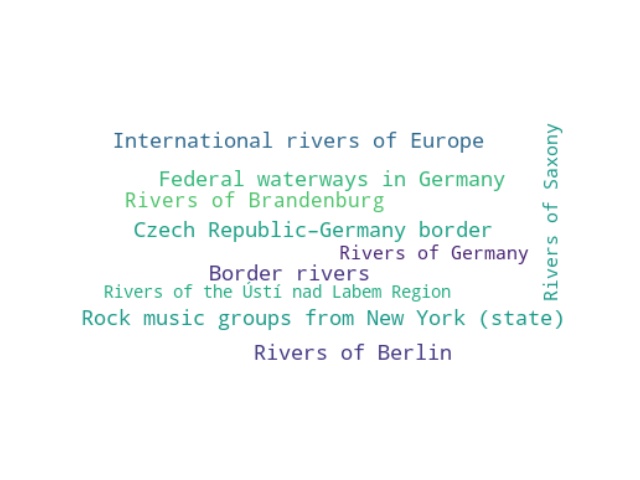 International rivers of Europe
Federal waterways in Germany
Rivers of Brandenburg
Czech Republic–Germany border
Rivers of Germany
Border rivers
Rivers of the Ústí nad Labem Region
Rock music groups from New York (state)
Rivers of Berlin
Rivers of Saxony